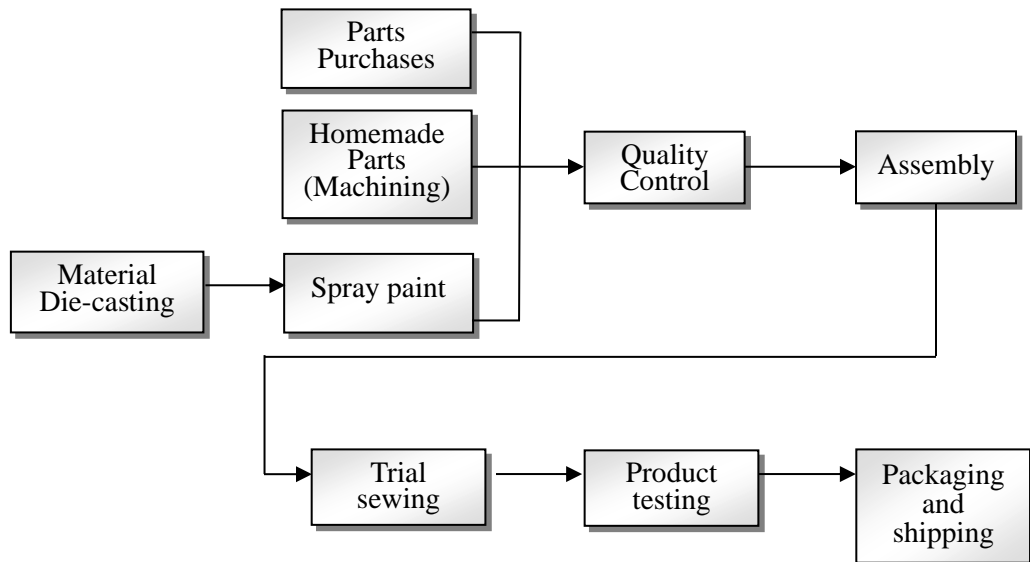 Parts
Purchases
Homemade
Parts
(Machining)
Quality
Control
Assembly
Material
Die-casting
Spray paint
Trial
sewing
Product
testing
Packaging
and
shipping